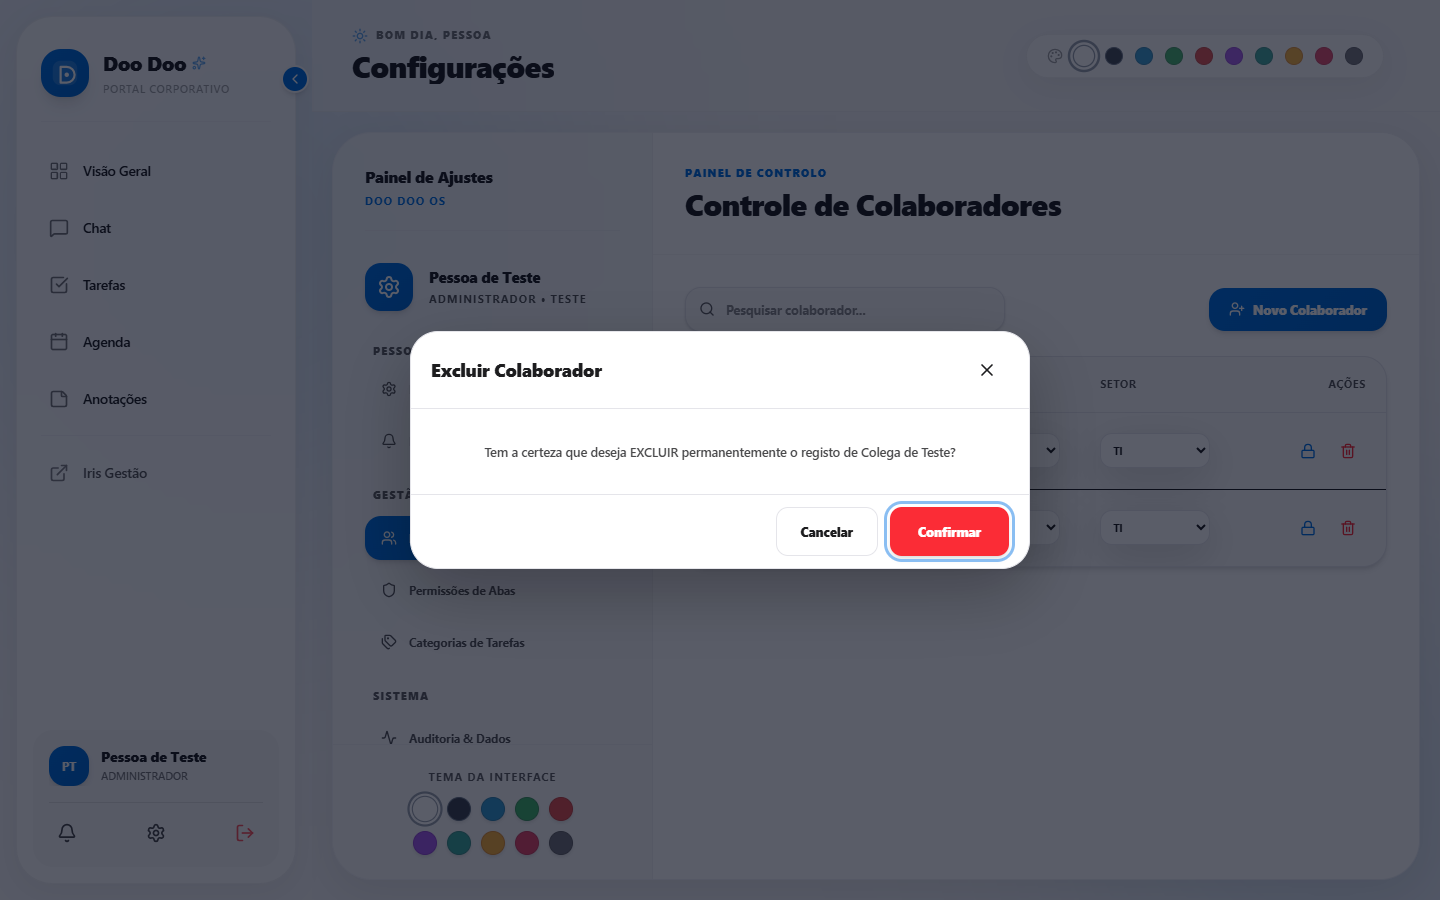 Doo Doo
PORTAL CORPORATIVO
Visão Geral
Chat
Tarefas
Agenda
Anotações
Iris Gestão
Pessoa de Teste
ADMINISTRADOR
PT
BOM DIA, PESSOA
Configurações
Painel de Ajustes
DOO DOO OS
Pessoa de Teste
ADMINISTRADOR • TESTE
PESSO
GESTÃ
Permissões de Abas
Categorias de Tarefas
SISTEMA
Auditoria & Dados
TEMA DA INTERFACE
PAINEL DE CONTROLO
Controle de Colaboradores
Pesquisar colaborador...
Novo Colaborador
SETOR
AÇÕES
TI
TI
Excluir Colaborador
Tem a certeza que deseja EXCLUIR permanentemente o registo de Colega de Teste?
Cancelar
Confirmar